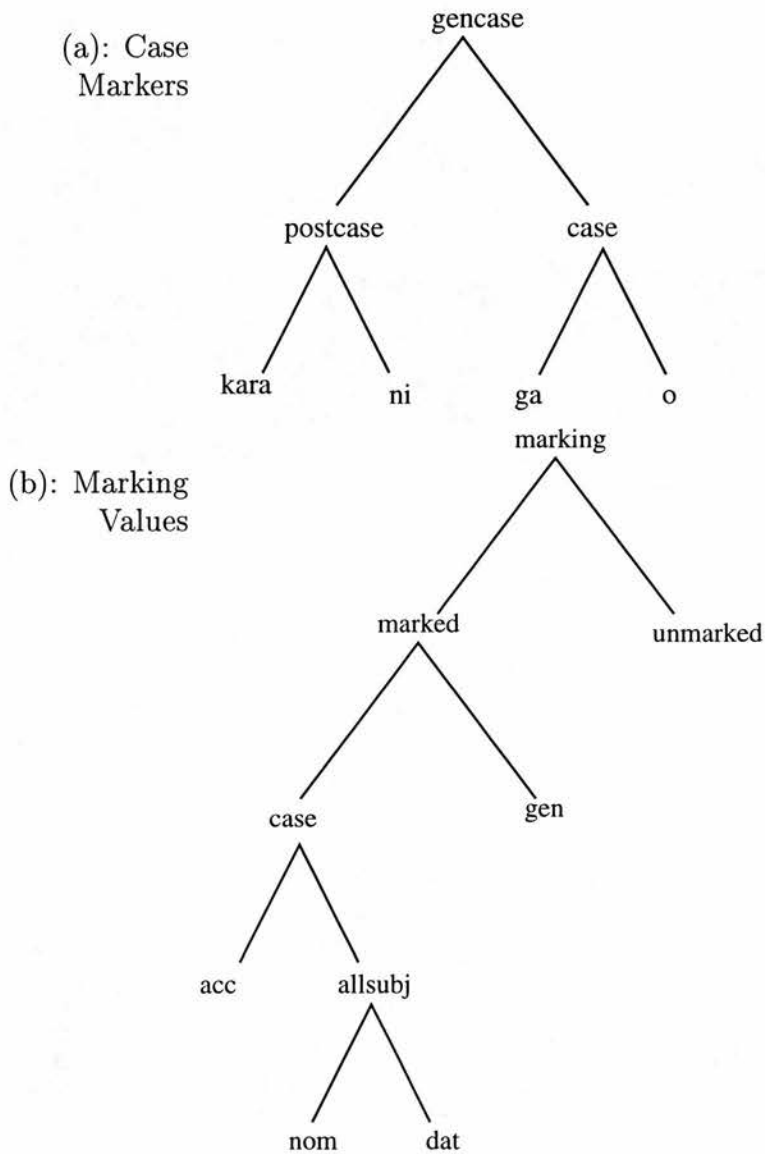 gencase
(a): Case
Markers
postcase case
kara ni ga o
marking
(b): Marking
Values
marked unmarked
case gen
acc allsubj
nom dat